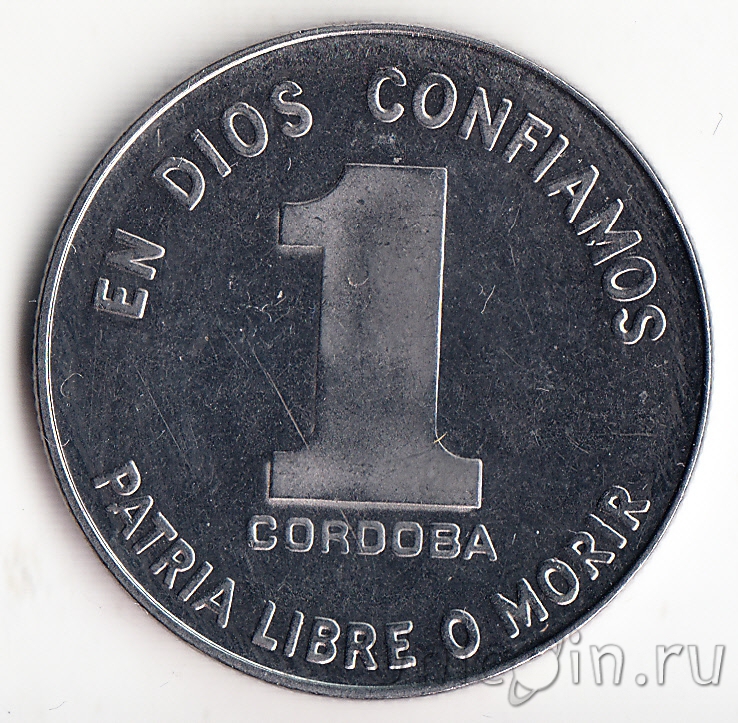 EN DIOS CONFIAMOS
1
CORDOBA
PATRIA LIBRE O MORIR